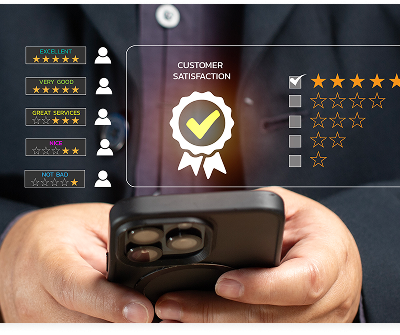 EXCELLENT
VERY GOOD
GREAT SERVICES
NICE
NOT BAD
CUSTOMER
SATISFACTION